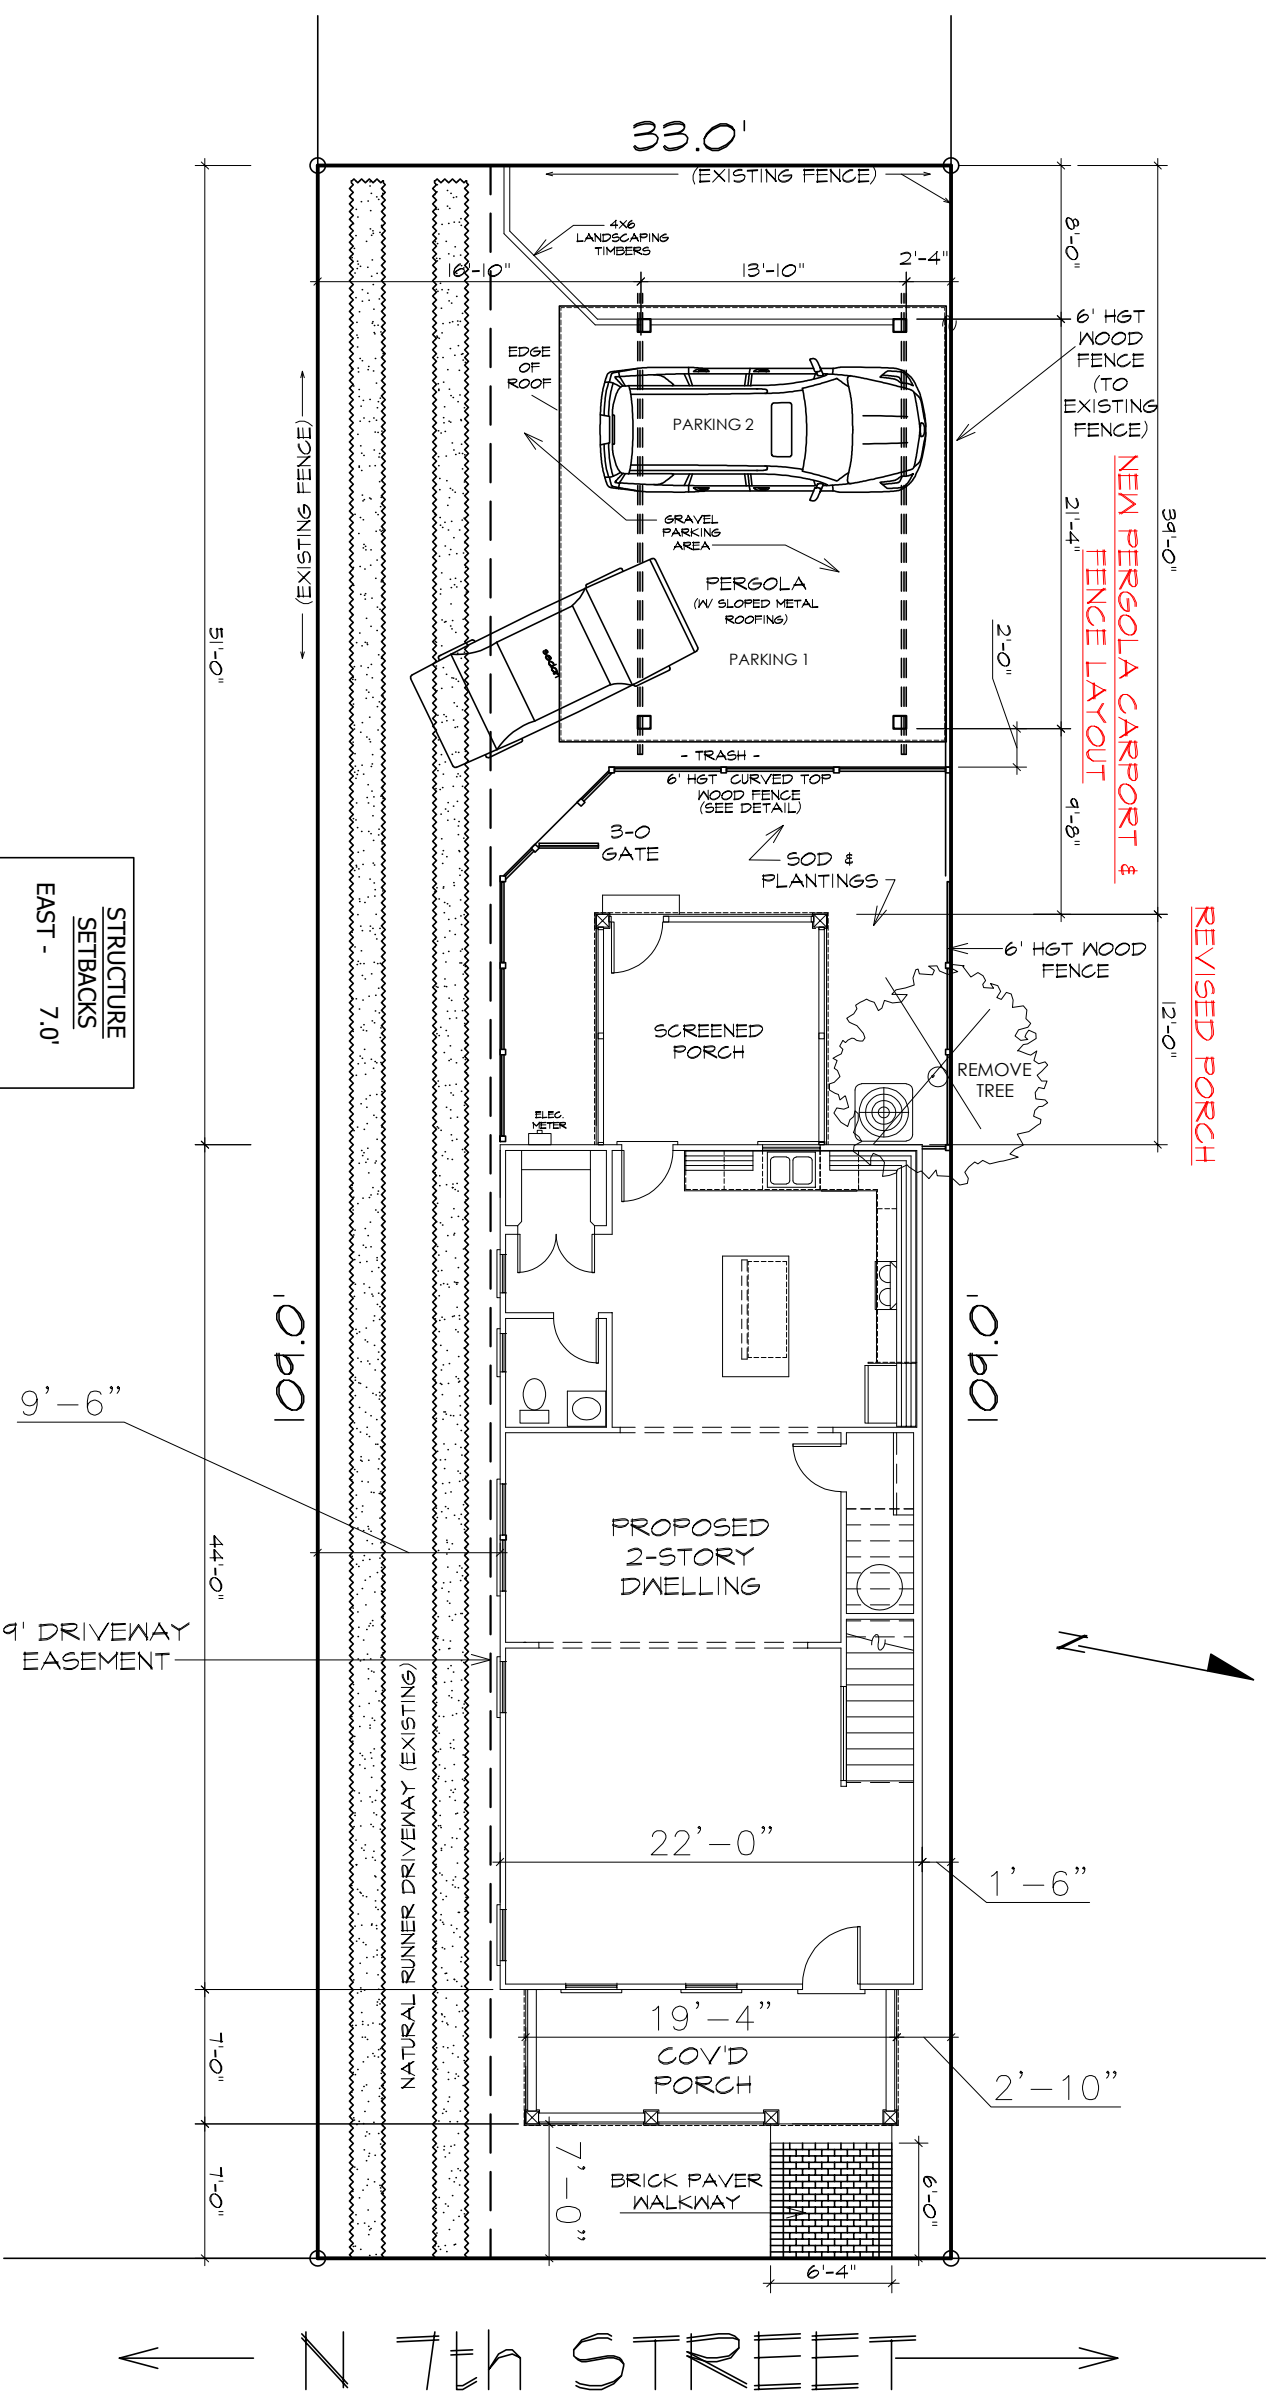 33.0'
(EXISTING FENCE)
4X6
LANDSCAPING
TIMBERS
16'-10"
13'-10"
2'-4"
8'-0"
6' HGT
WOOD
FENCE
(TO
EXISTING
FENCE)
EDGE
OF
ROOF
PARKING 2
(EXISTING FENCE)
GRAVEL
PARKING
AREA
21'-4"
39'-0"
NEW PERGOLA CARPORT &
FENCE LAYOUT
PERGOLA
(W/ SLOPED METAL
ROOFING)
PARKING 1
sedan
51'-0"
2'-0"
- TRASH -
6' HGT CURVED TOP
WOOD FENCE
(SEE DETAIL)
3-0
GATE
9'-8"
SOD &
PLANTINGS
STRUCTURE
SETBACKS
EAST - 7.0'
6' HGT WOOD
FENCE
12'-0"
REVISED PORCH
SCREENED
PORCH
REMOVE
TREE
ELEC.
METER
109.0'
109.0'
9'-6"
PROPOSED
2-STORY
DWELLING
44'-0"
9' DRIVEWAY
EASEMENT
N
NATURAL RUNNER DRIVEWAY (EXISTING)
22'-0"
1'-6"
19'-4"
COV'D
PORCH
7'-0"
2'-10"
7'-0"
7'-0"
BRICK PAVER
WALKWAY
6'-0"
6'-4"
N 7th STREET